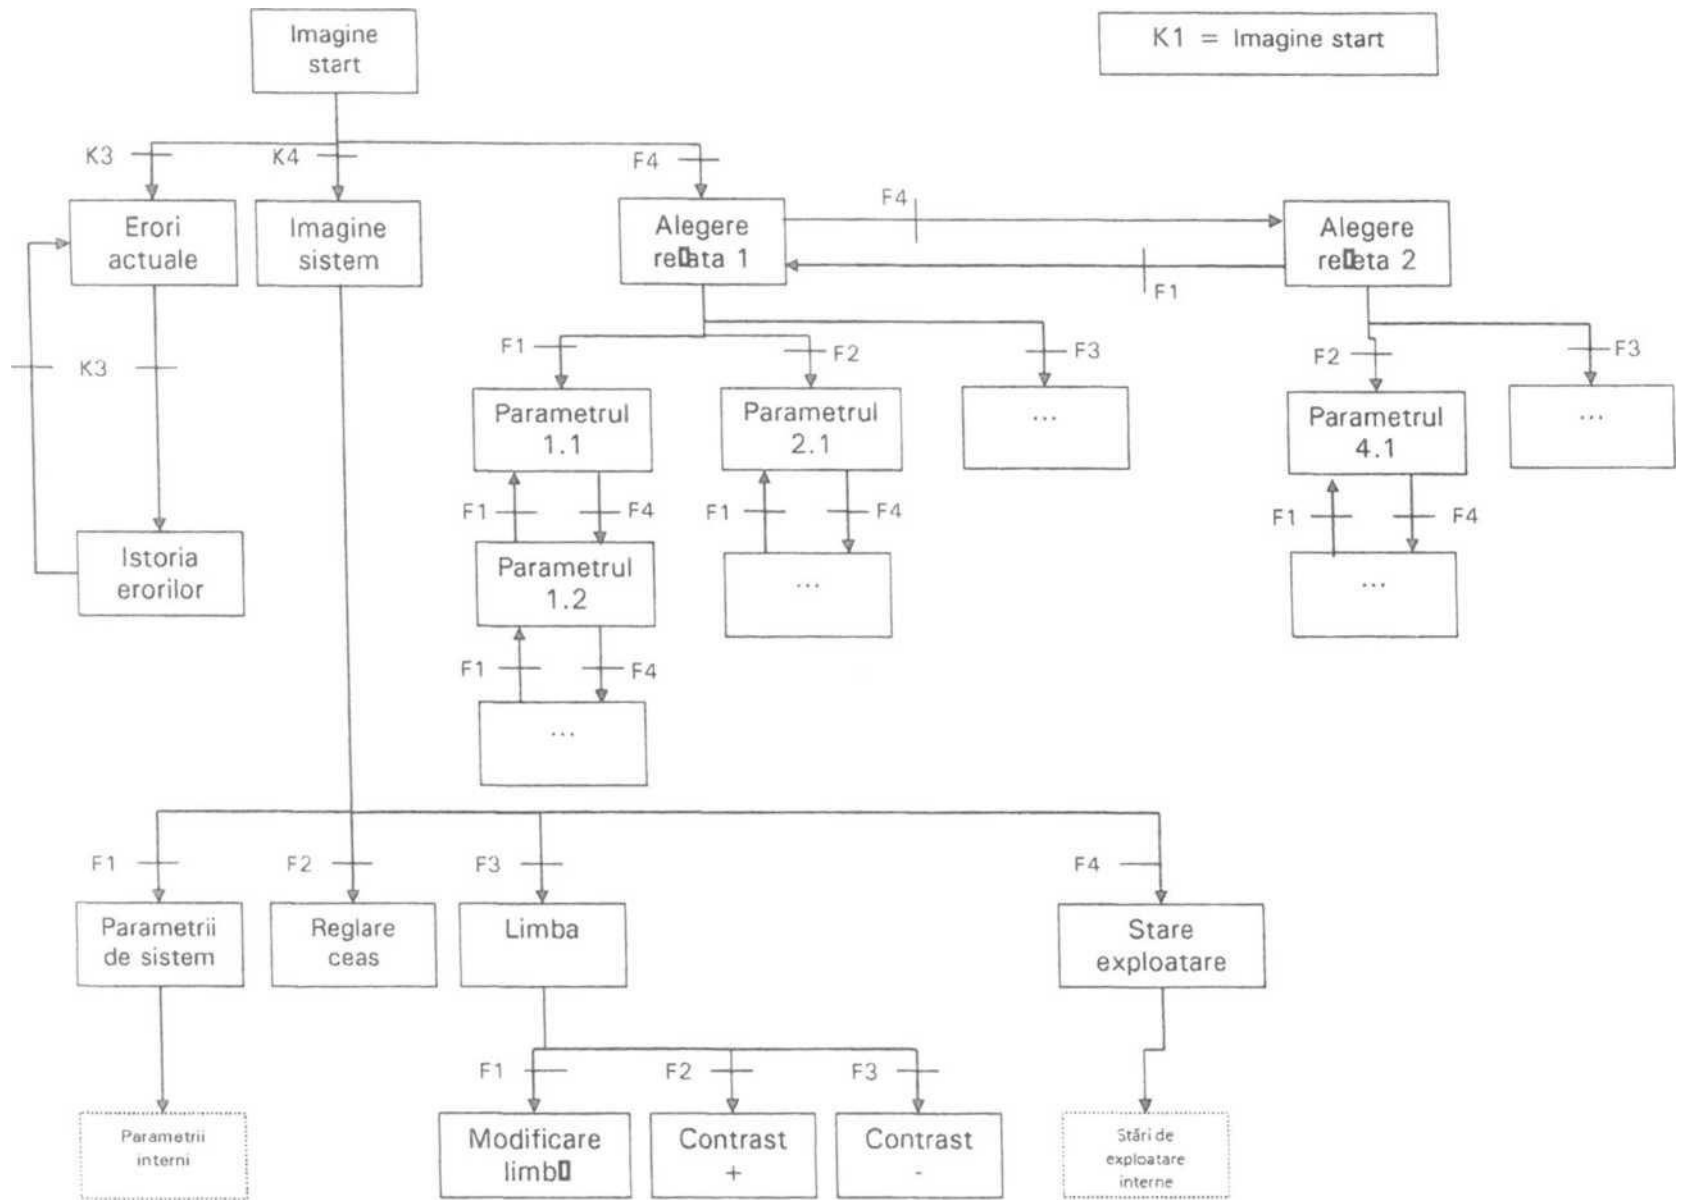 Imagine
start
K1 = Imagine start
K3
K4
F4
Erori
actuale
Imagine
sistem
Alegere
re▯ata 1
F4
F1
Alegere
re▯eta 2
K3
F1
F2
F3
F2
F3
Parametrul
1.1
Parametrul
2.1
...
Parametrul
4.1
...
F1
F4
F1
F4
F1
F4
Istoria
erorilor
Parametrul
1.2
...
...
F1
F4
...
F1
F2
F3
F4
Parametrii
de sistem
Reglare
ceas
Limba
Stare
exploatare
F1
F2
F3
Parametrii
interni
Modificare
limb▯
Contrast
+
Contrast
-
Stări de
exploatare
interne